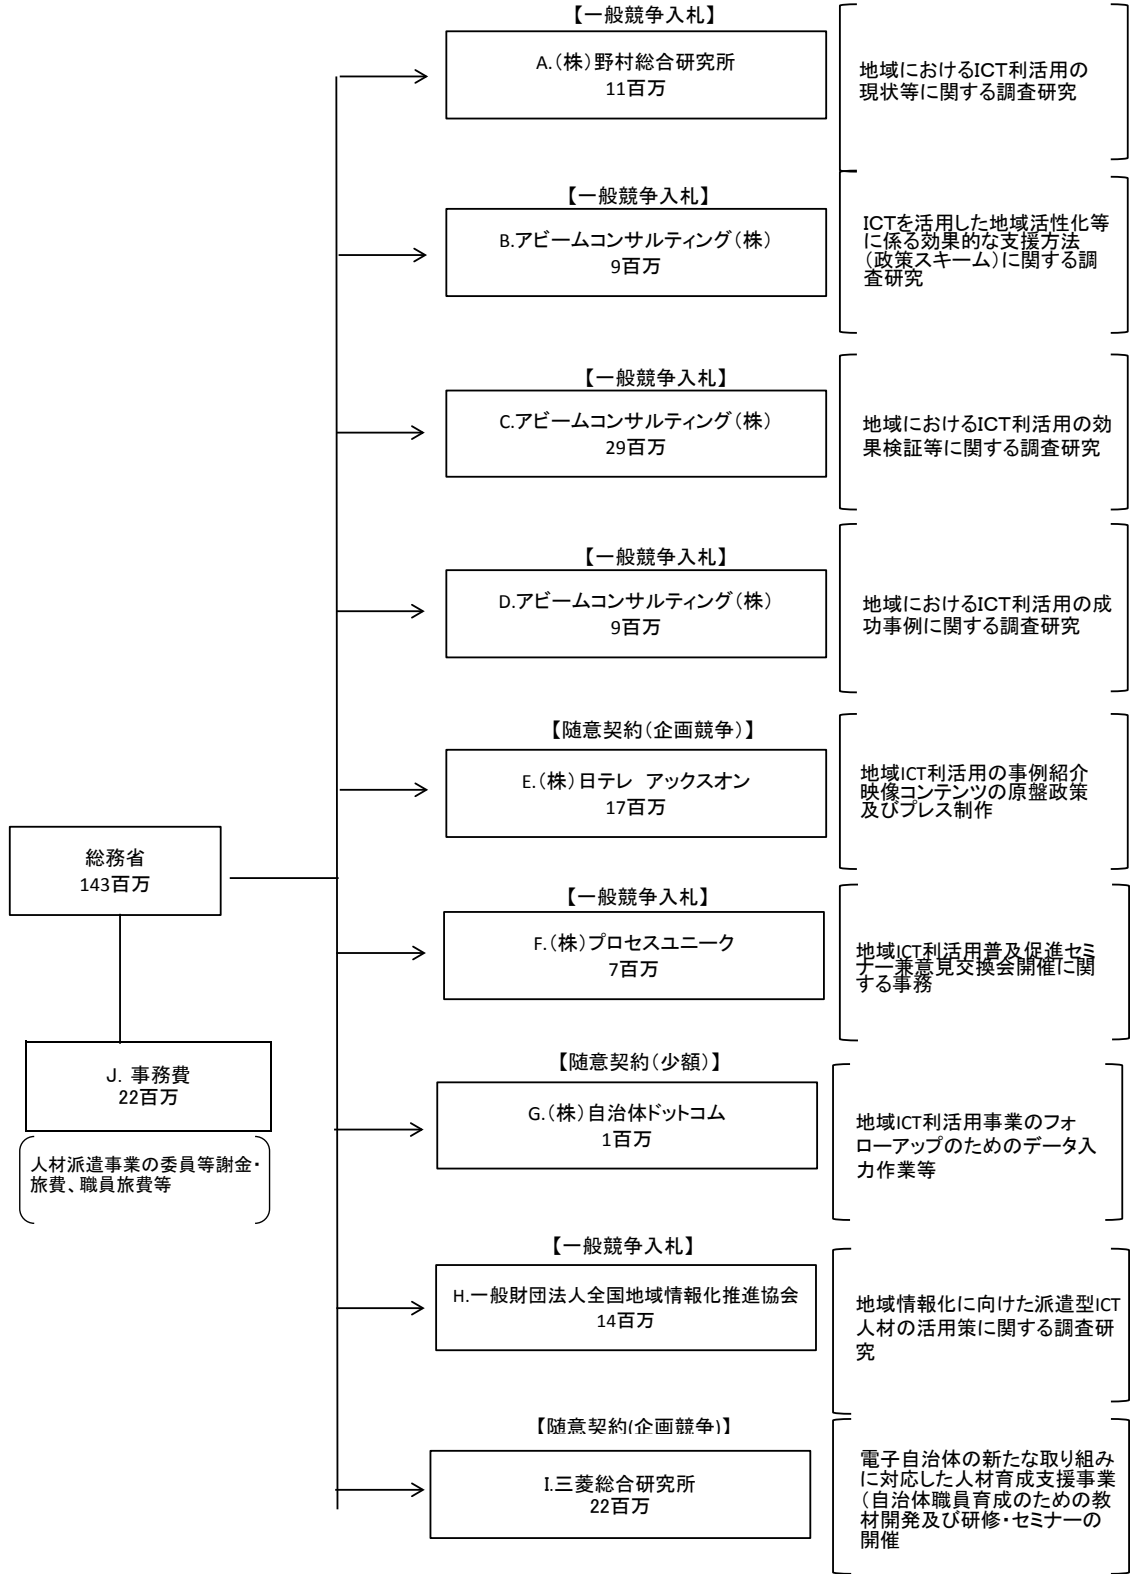 【一般競争入札】
A.（株）野村総合研究所
11百万
地域におけるICT利活用の
現状等に関する調査研究
【一般競争入札】
B.アビームコンサルティング（株）
9百万
ICTを活用した地域活性化等
に係る効果的な支援方法
（政策スキーム）に関する調
査研究
【一般競争入札】
C.アビームコンサルティング（株）
29百万
地域におけるICT利活用の効
果検証等に関する調査研究
【一般競争入札】
D.アビームコンサルティング（株）
9百万
地域におけるICT利活用の成
功事例に関する調査研究
【随意契約(企画競争)】
E.（株）日テレ　アックスオン
17百万
地域ICT利活用の事例紹介
映像コンテンツの原盤政策
及びプレス制作
総務省
143百万
【一般競争入札】
F.（株）プロセスユニーク
7百万
地域ICT利活用普及促進セミ
ナー兼意見交換会開催に関
する事務
J. 事務費
22百万
人材派遣事業の委員等謝金・
旅費、職員旅費等
【随意契約(少額)】
G.（株）自治体ドットコム
1百万
地域ICT利活用事業のフォ
ローアップのためのデータ入
力作業等
【一般競争入札】
H.一般財団法人全国地域情報化推進協会
14百万
地域情報化に向けた派遣型ICT
人材の活用策に関する調査研
究
【随意契約(企画競争)】
I.三菱総合研究所
22百万
電子自治体の新たな取り組み
に対応した人材育成支援事業
（自治体職員育成のための教
材開発及び研修・セミナーの
開催